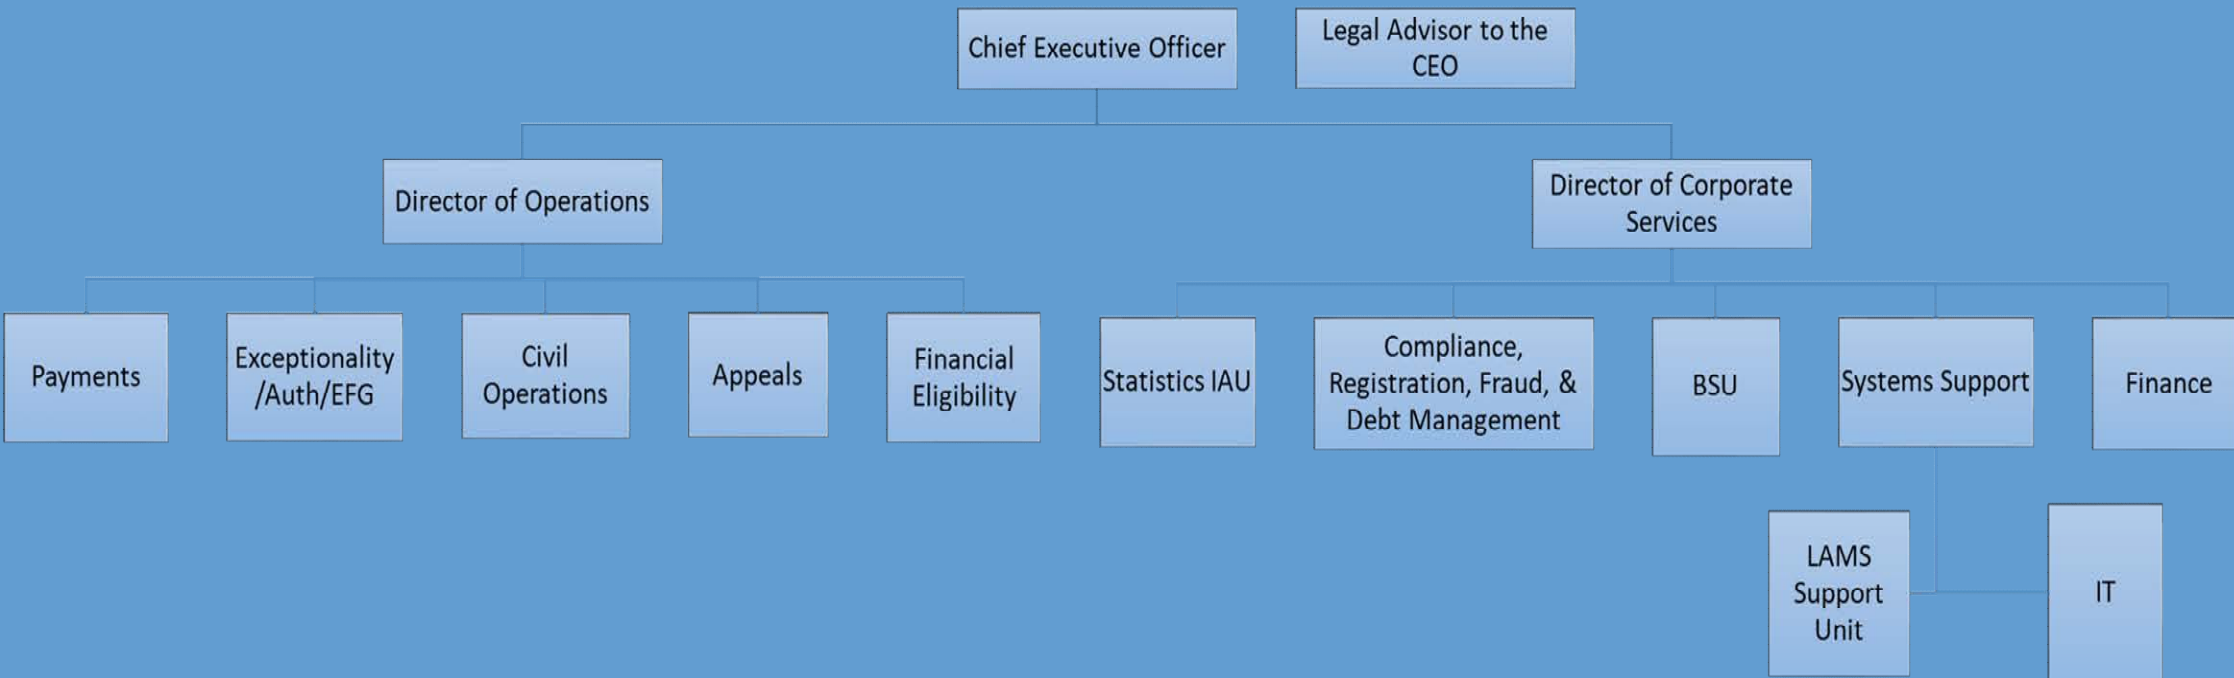 Chief Executive Officer
Legal Advisor to the
CEO
Director of Operations
Director of Corporate
Services
Payments
Exceptionality
/Auth/EFG
Civil
Operations
Appeals
Financial
Eligibility
Statistics IAU
Compliance,
Registration, Fraud, &
Debt Management
BSU
Systems Support
Finance
LAMS
Support
Unit
IT